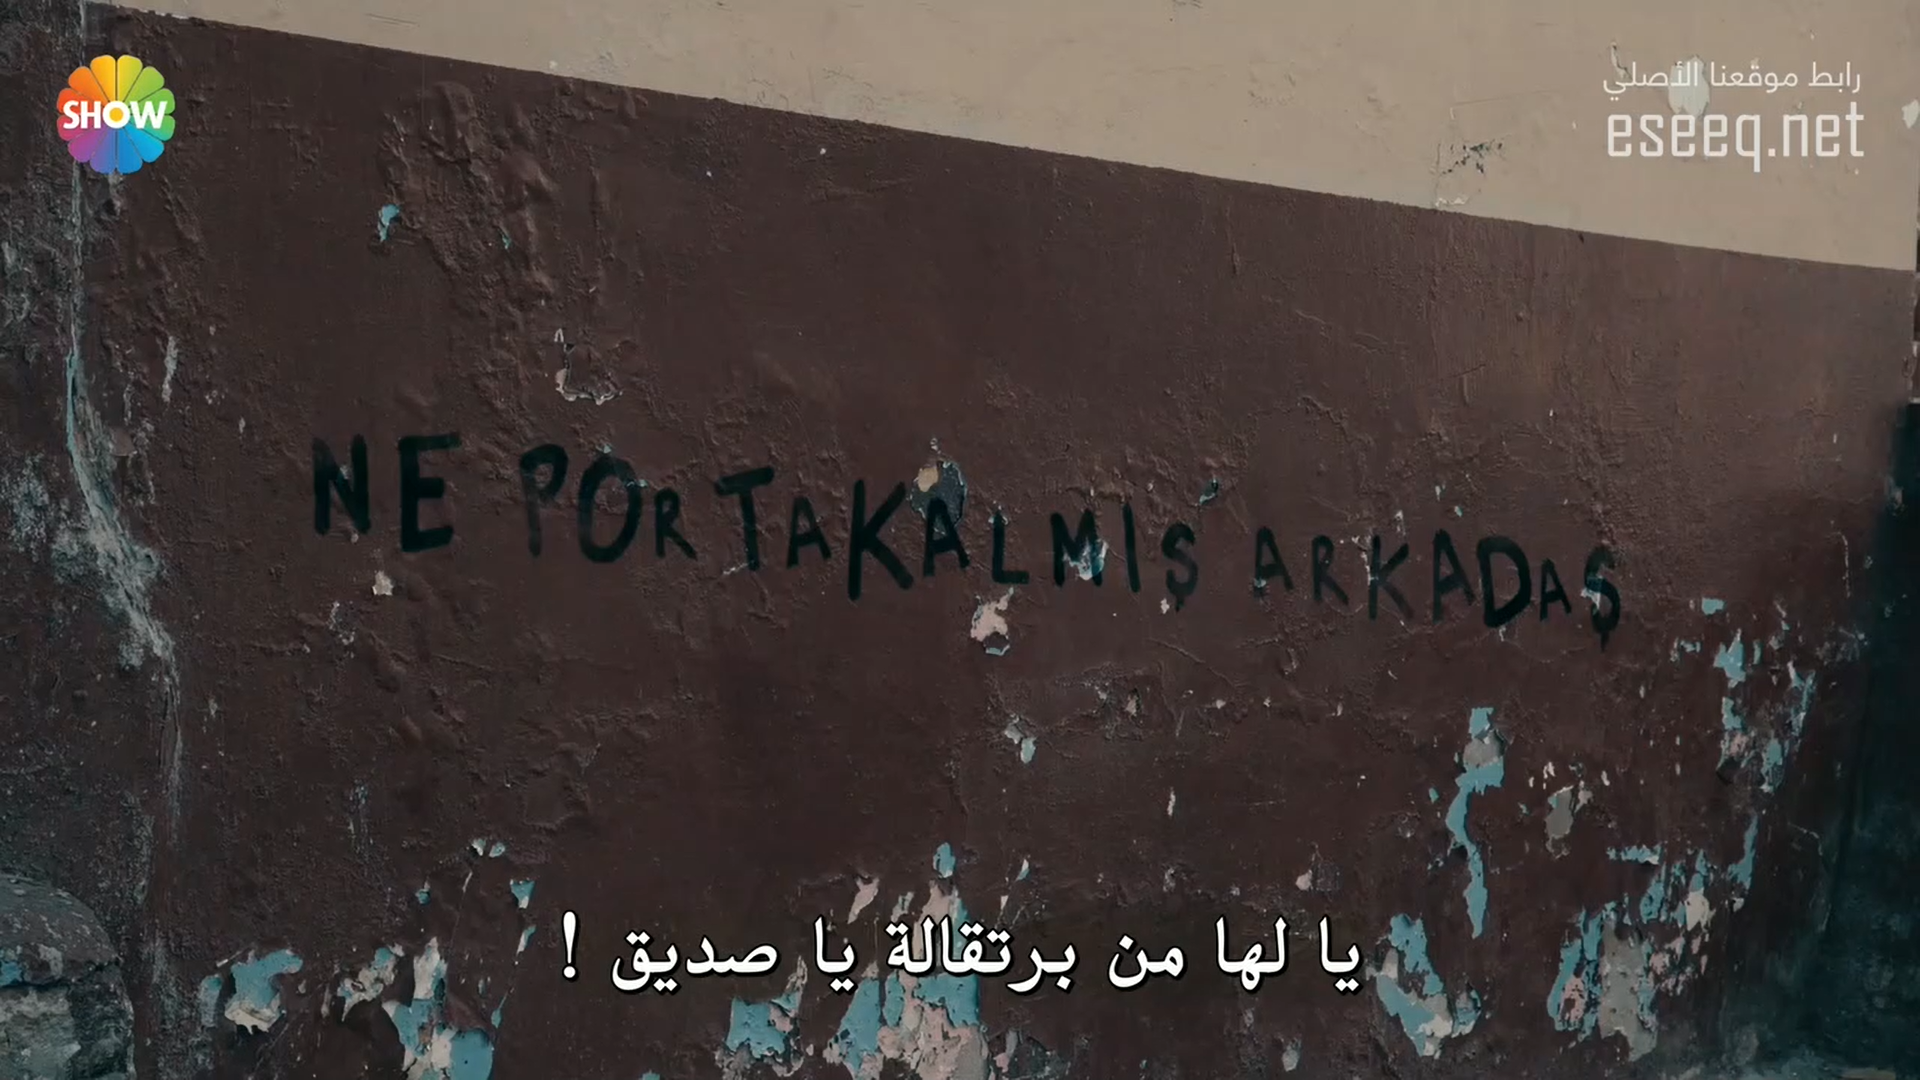 SHOW
رابط موقعنا الأصلي
eseeq.net
NE PORTAKALMIŞ ARKADAŞ
يا لها من برتقالة يا صديق !